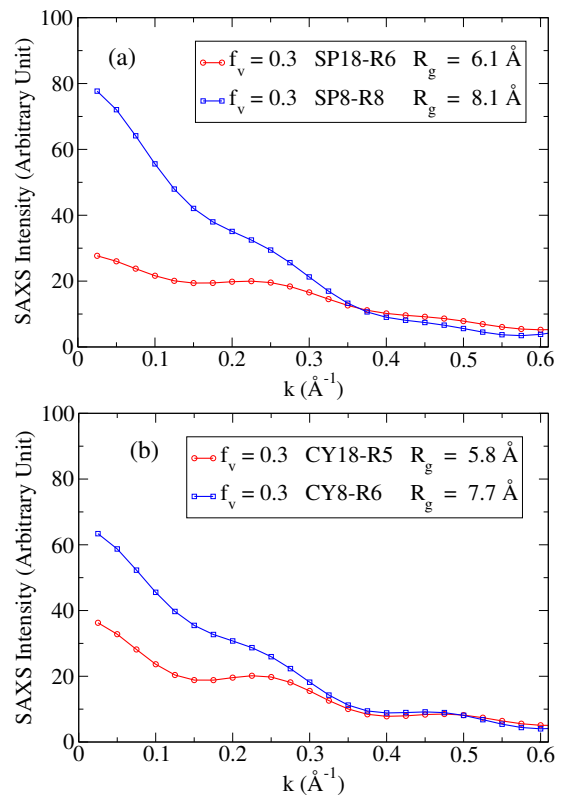 100
(a)
f_v = 0.3 SP18-R6 R_g = 6.1 Å
f_v = 0.3 SP8-R8 R_g = 8.1 Å
80
60
40
20
0
SAXS Intensity (Arbitrary Unit)
0 0.1 0.2 0.3 0.4 0.5 0.6
k (Å⁻¹)
100
(b)
f_v = 0.3 CY18-R5 R_g = 5.8 Å
f_v = 0.3 CY8-R6 R_g = 7.7 Å
80
60
40
20
0
SAXS Intensity (Arbitrary Unit)
0 0.1 0.2 0.3 0.4 0.5 0.6
k (Å⁻¹)